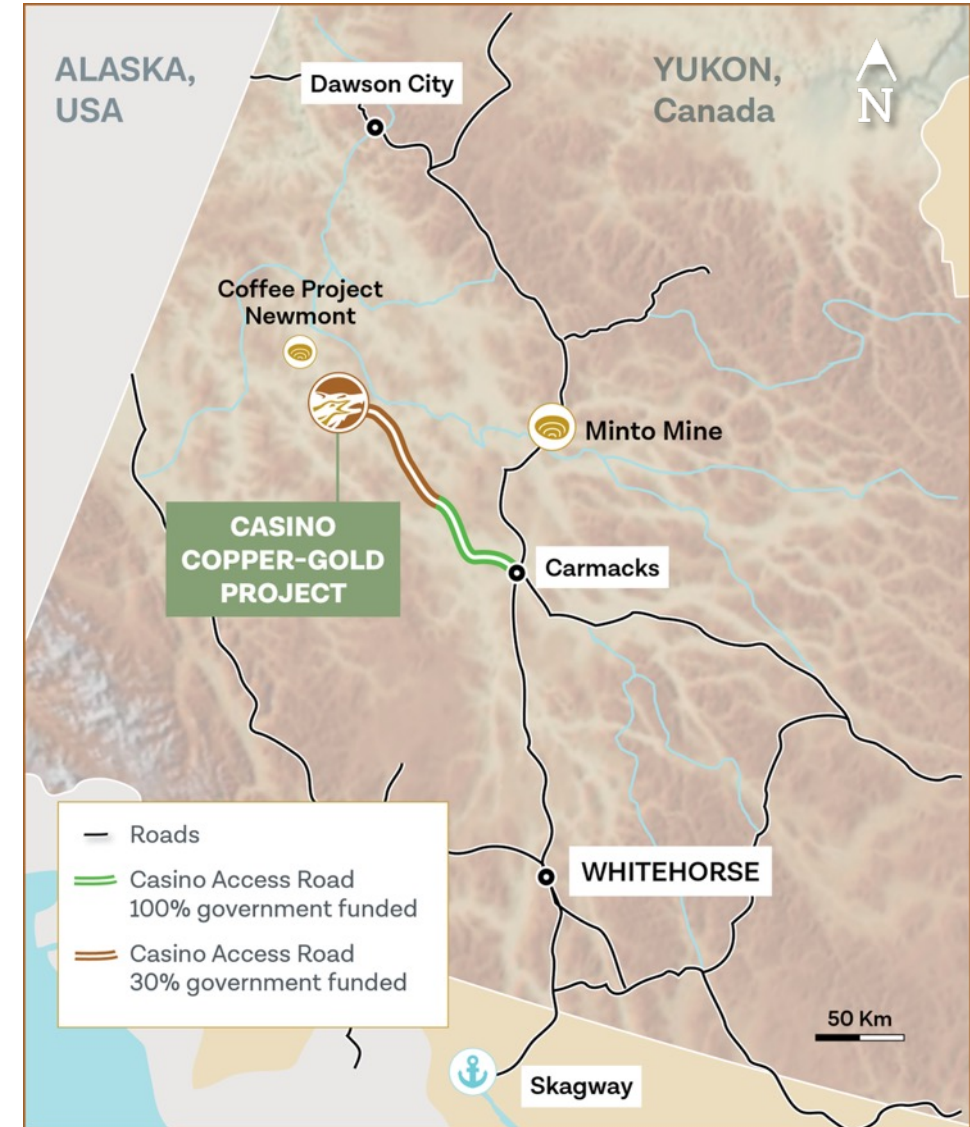 ALASKA,
USA
Dawson City
YUKON,
Canada
N
Coffee Project
Newmont
Minto Mine
CASINO
COPPER-GOLD
PROJECT
Carmacks
Roads
Casino Access Road
100% government funded
Casino Access Road
30% government funded
WHITEHORSE
50 Km
Skagway